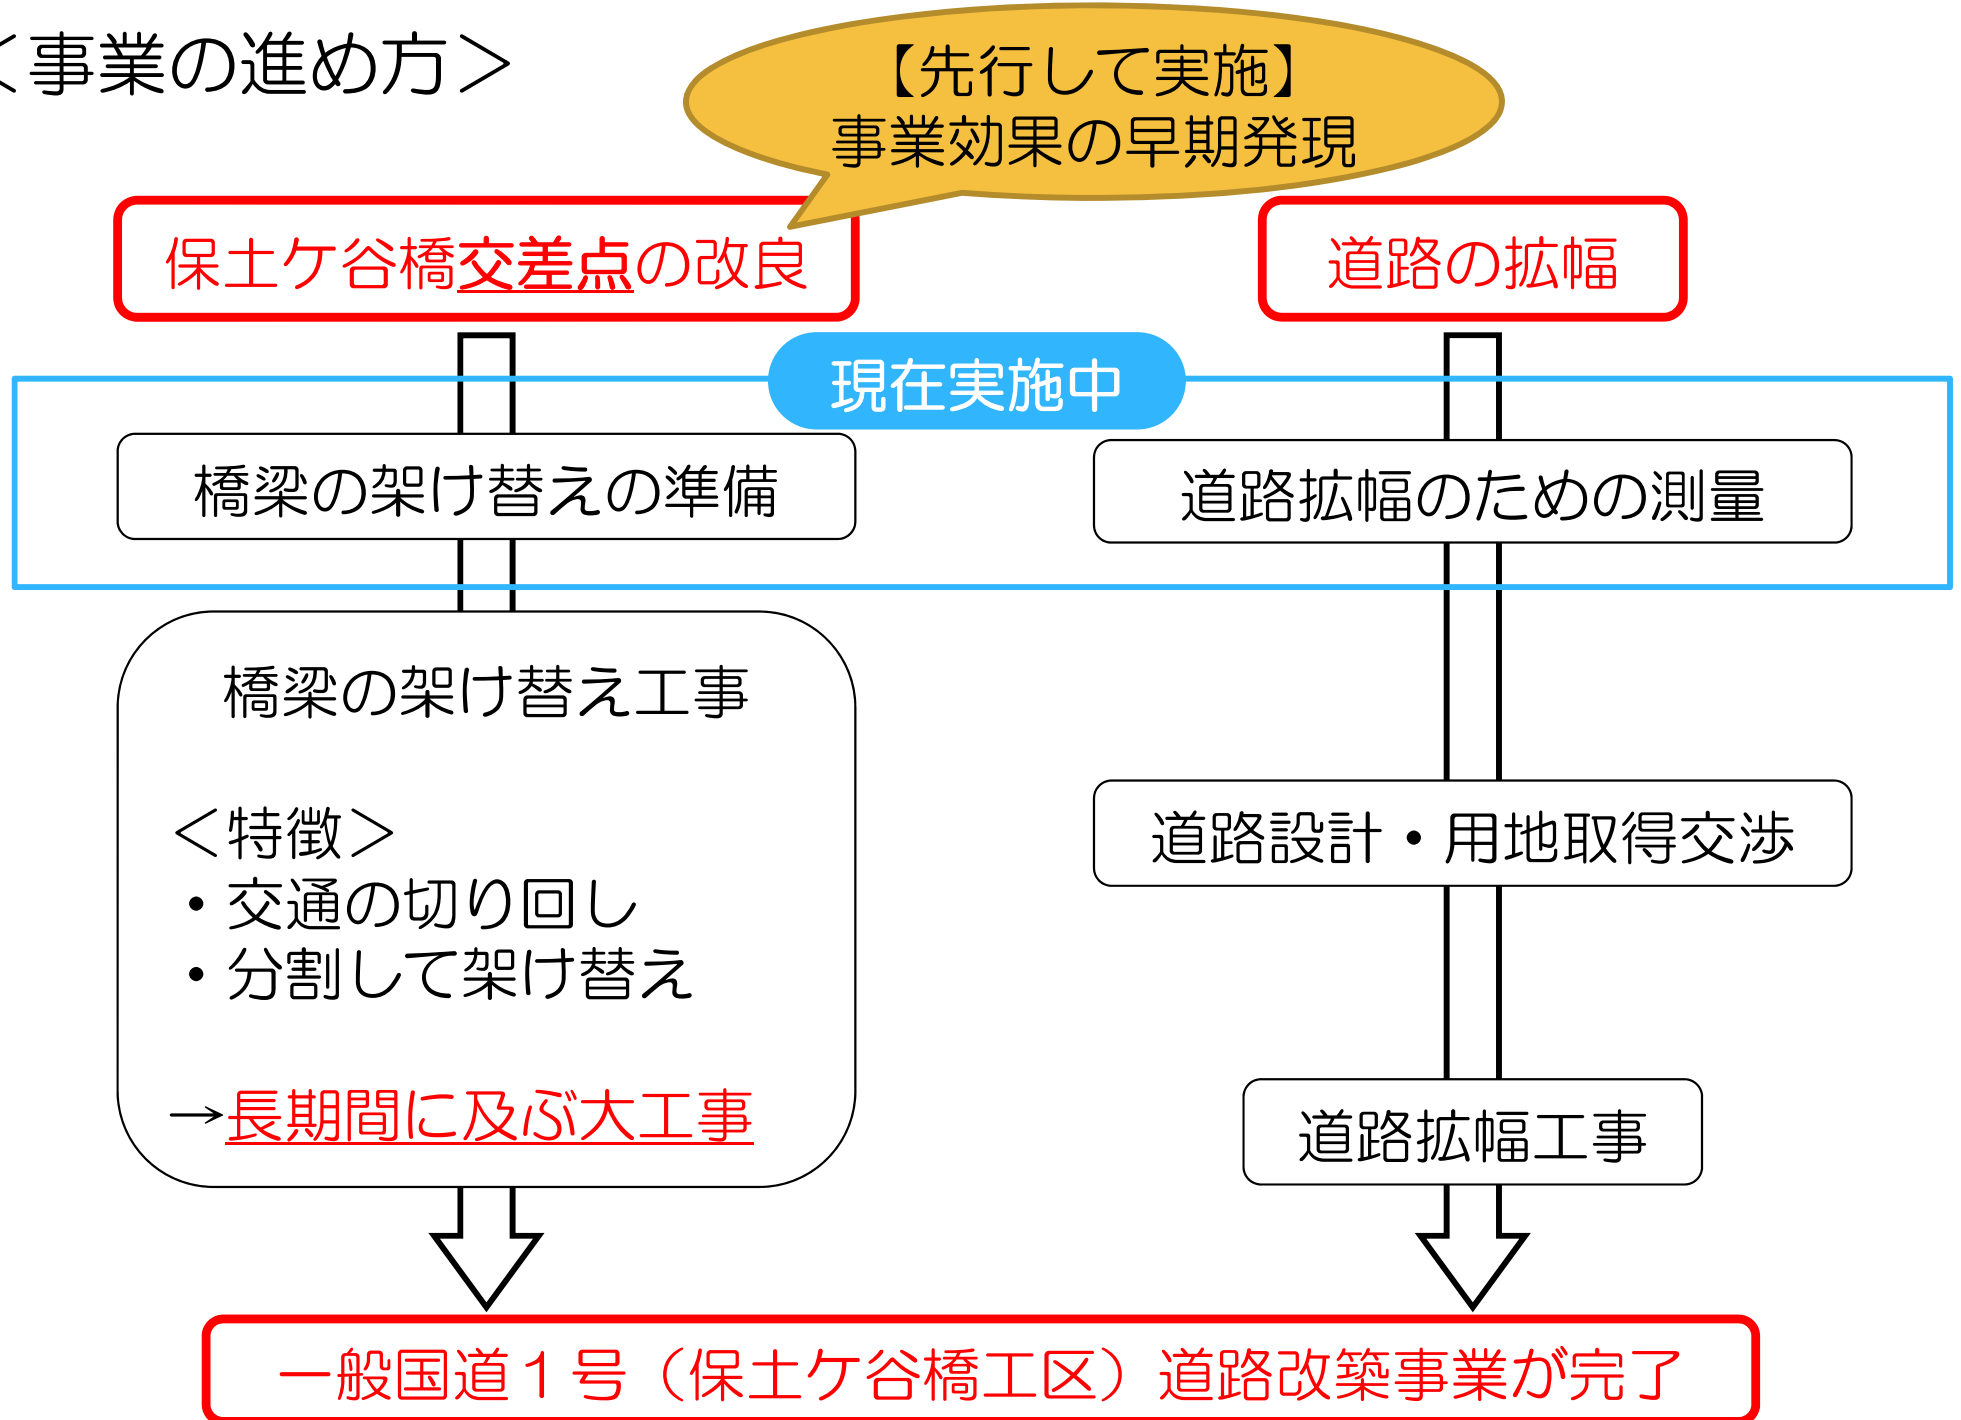 ＜事業の進め方＞
【先行して実施】
事業効果の早期発現
保土ケ谷橋交差点の改良
道路の拡幅
現在実施中
橋梁の架け替えの準備
道路拡幅のための測量
橋梁の架け替え工事
＜特徴＞
・交通の切り回し
・分割して架け替え
→長期間に及ぶ大工事
道路設計・用地取得交渉
道路拡幅工事
一般国道１号（保土ケ谷橋工区）道路改築事業が完了